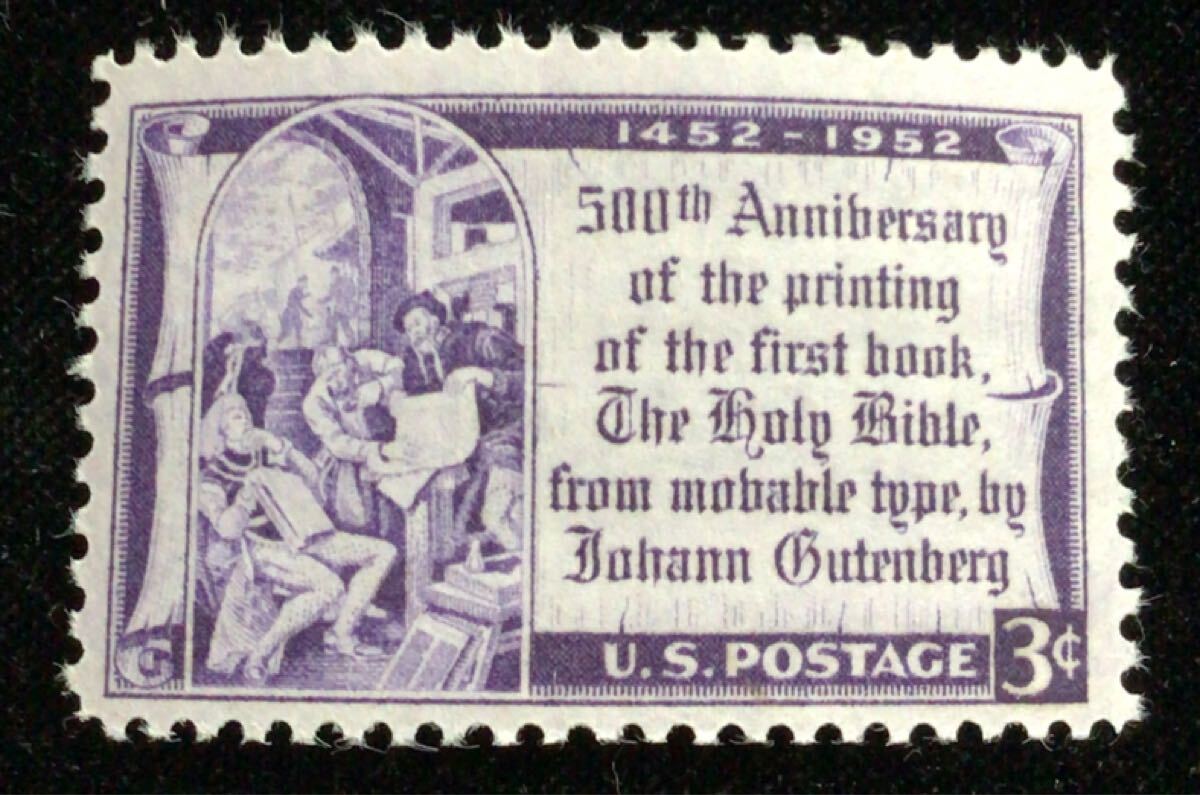 1452-1952
500th Anniversary
of the printing
of the first book,
The Holy Bible,
from movable type, by
Johann Gutenberg
G
U.S. POSTAGE 3¢